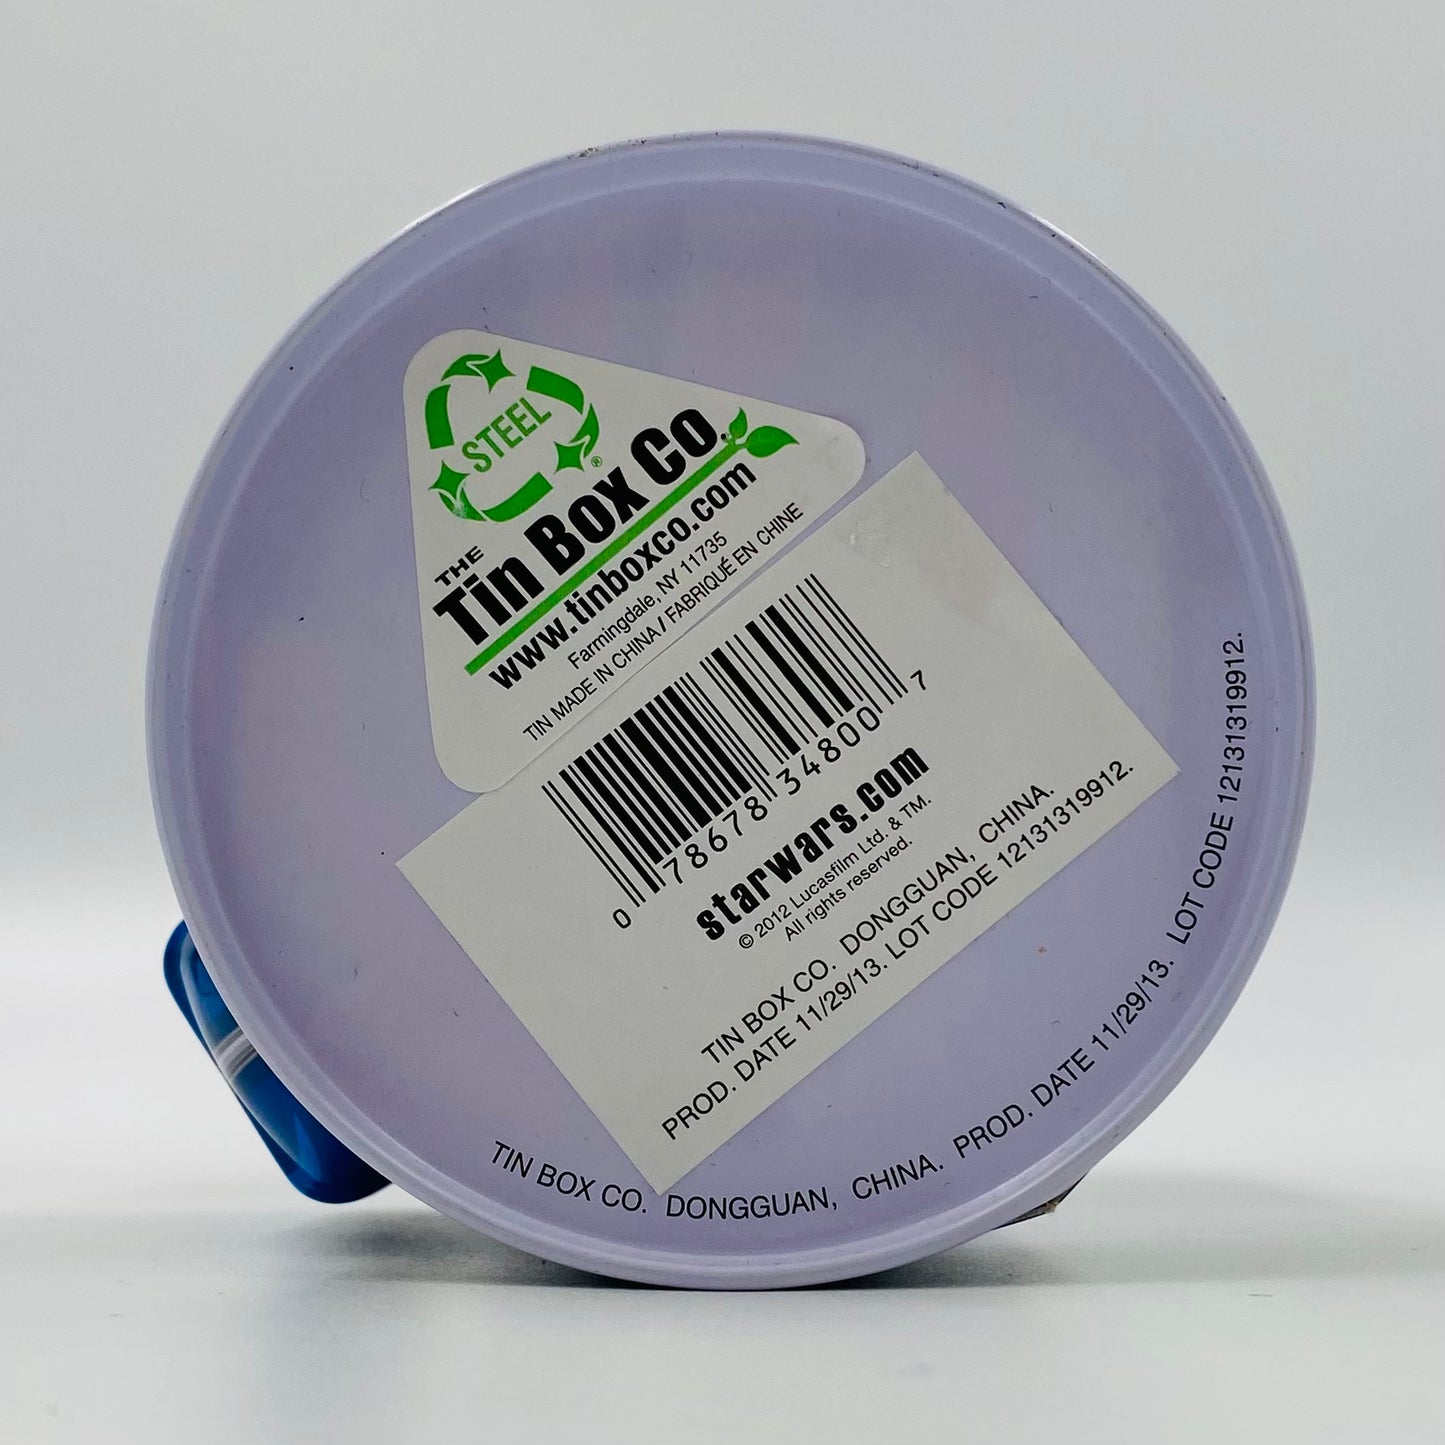 STEEL
®
THE
Tin Box Co.
www.tinboxco.com
Farmingdale, NY 11735
TIN MADE IN CHINA / FABRIQUÉ EN CHINE
0 78678 34800 7
starwars.com
© 2012 Lucasfilm Ltd. & TM.
All rights reserved.
TIN BOX CO. DONGGUAN, CHINA.
PROD. DATE 11/29/13. LOT CODE 12131319912.
TIN BOX CO. DONGGUAN, CHINA. PROD. DATE 11/29/13. LOT CODE 12131319912.